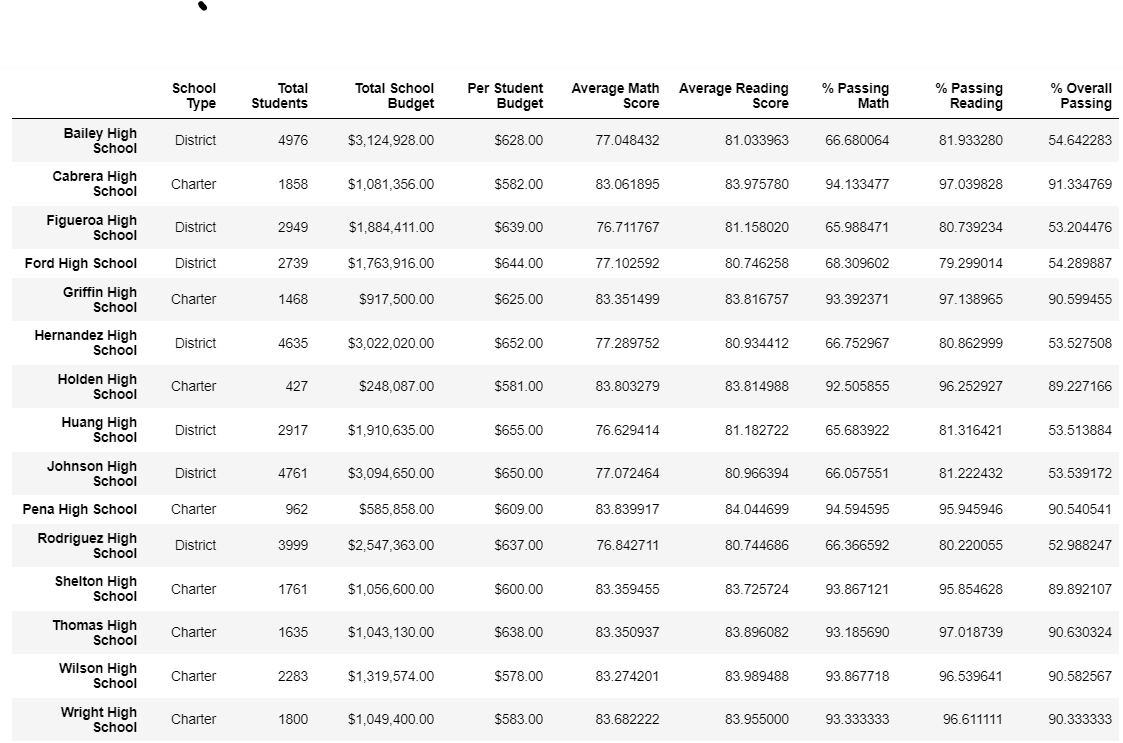 School Type Total Students Total School Budget Per Student Budget Average Math Score Average Reading Score % Passing Math % Passing Reading % Overall Passing
Bailey High School District 4976 $3,124,928.00 $628.00 77.048432 81.033963 66.680064 81.933280 54.642283
Cabrera High School Charter 1858 $1,081,356.00 $582.00 83.061895 83.975780 94.133477 97.039828 91.334769
Figueroa High School District 2949 $1,884,411.00 $639.00 76.711767 81.158020 65.988471 80.739234 53.204476
Ford High School District 2739 $1,763,916.00 $644.00 77.102592 80.746258 68.309602 79.299014 54.289887
Griffin High School Charter 1468 $917,500.00 $625.00 83.351499 83.816757 93.392371 97.138965 90.599455
Hernandez High School District 4635 $3,022,020.00 $652.00 77.289752 80.934412 66.752967 80.862999 53.527508
Holden High School Charter 427 $248,087.00 $581.00 83.803279 83.814988 92.505855 96.252927 89.227166
Huang High School District 2917 $1,910,635.00 $655.00 76.629414 81.182722 65.683922 81.316421 53.513884
Johnson High School District 4761 $3,094,650.00 $650.00 77.072464 80.966394 66.057551 81.222432 53.539172
Pena High School Charter 962 $585,858.00 $609.00 83.839917 84.044699 94.594595 95.945946 90.540541
Rodriguez High School District 3999 $2,547,363.00 $637.00 76.842711 80.744686 66.366592 80.220055 52.988247
Shelton High School Charter 1761 $1,056,600.00 $600.00 83.359455 83.725724 93.867121 95.854628 89.892107
Thomas High School Charter 1635 $1,043,130.00 $638.00 83.350937 83.896082 93.185690 97.018739 90.630324
Wilson High School Charter 2283 $1,319,574.00 $578.00 83.274201 83.989488 93.867718 96.539641 90.582567
Wright High School Charter 1800 $1,049,400.00 $583.00 83.682222 83.955000 93.333333 96.611111 90.333333